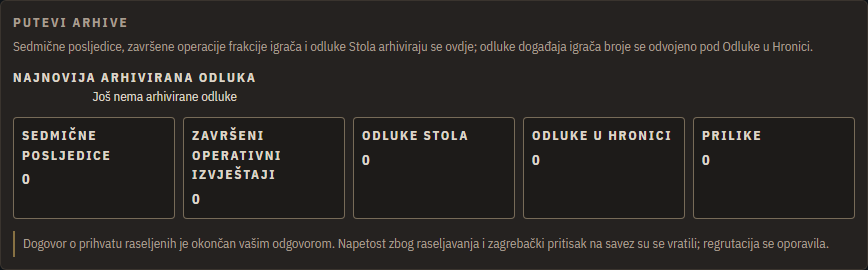 PUTEVI ARHIVE
Sedmične posljedice, završene operacije frakcije igrača i odluke Stola arhiviraju se ovdje; odluke događaja igrača broje se odvojeno pod Odluke u Hronici.
NAJNOVIJA ARHIVIRANA ODLUKA
Još nema arhivirane odluke
SEDMIČNE
POSLJEDICE
0
ZAVRŠENI
OPERATIVNI
IZVJEŠTAJI
0
ODLUKE STOLA
0
ODLUKE U HRONICI
0
PRILIKE
0
Dogovor o prihvatu raseljenih je okončan vašim odgovorom. Napetost zbog raseljavanja i zagrebački pritisak na savez su se vratili; regrutacija se oporavila.